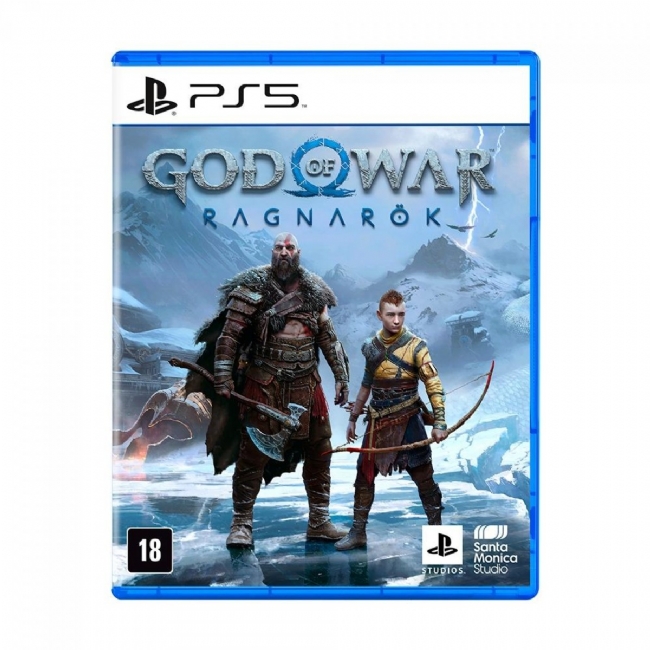 PS5
GOD OF WAR
RAGNARÖK
18
STUDIOS
Santa
Monica
Studio